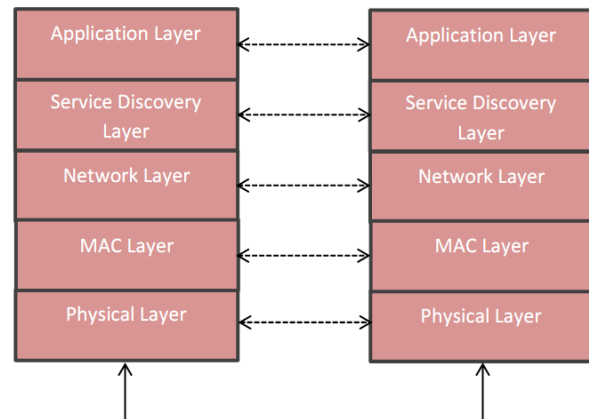 Application Layer
Service Discovery
Layer
Network Layer
MAC Layer
Physical Layer
Application Layer
Service Discovery
Layer
Network Layer
MAC Layer
Physical Layer